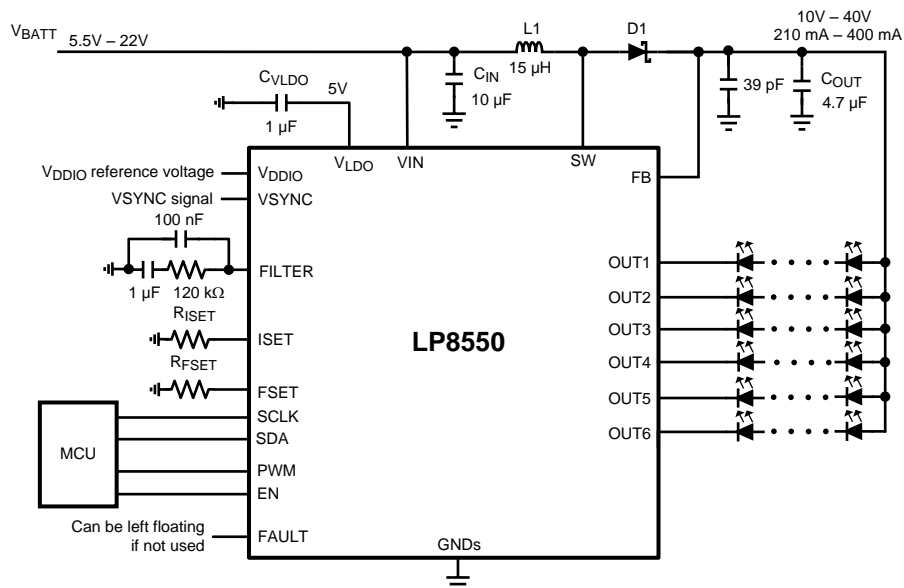 VBATT
5.5V – 22V
L1
15 µH
D1
10V – 40V
210 mA – 400 mA
CIN
10 µF
39 pF
COUT
4.7 µF
CVLDO
1 µF
5V
VLDO
VIN
SW
FB
VDDIO reference voltage
VDDIO
VSYNC signal
VSYNC
100 nF
1 µF
120 kΩ
FILTER
RISET
ISET
RFSET
FSET
MCU
SCLK
SDA
PWM
EN
Can be left floating
if not used
FAULT
LP8550
GNDs
OUT1
OUT2
OUT3
OUT4
OUT5
OUT6